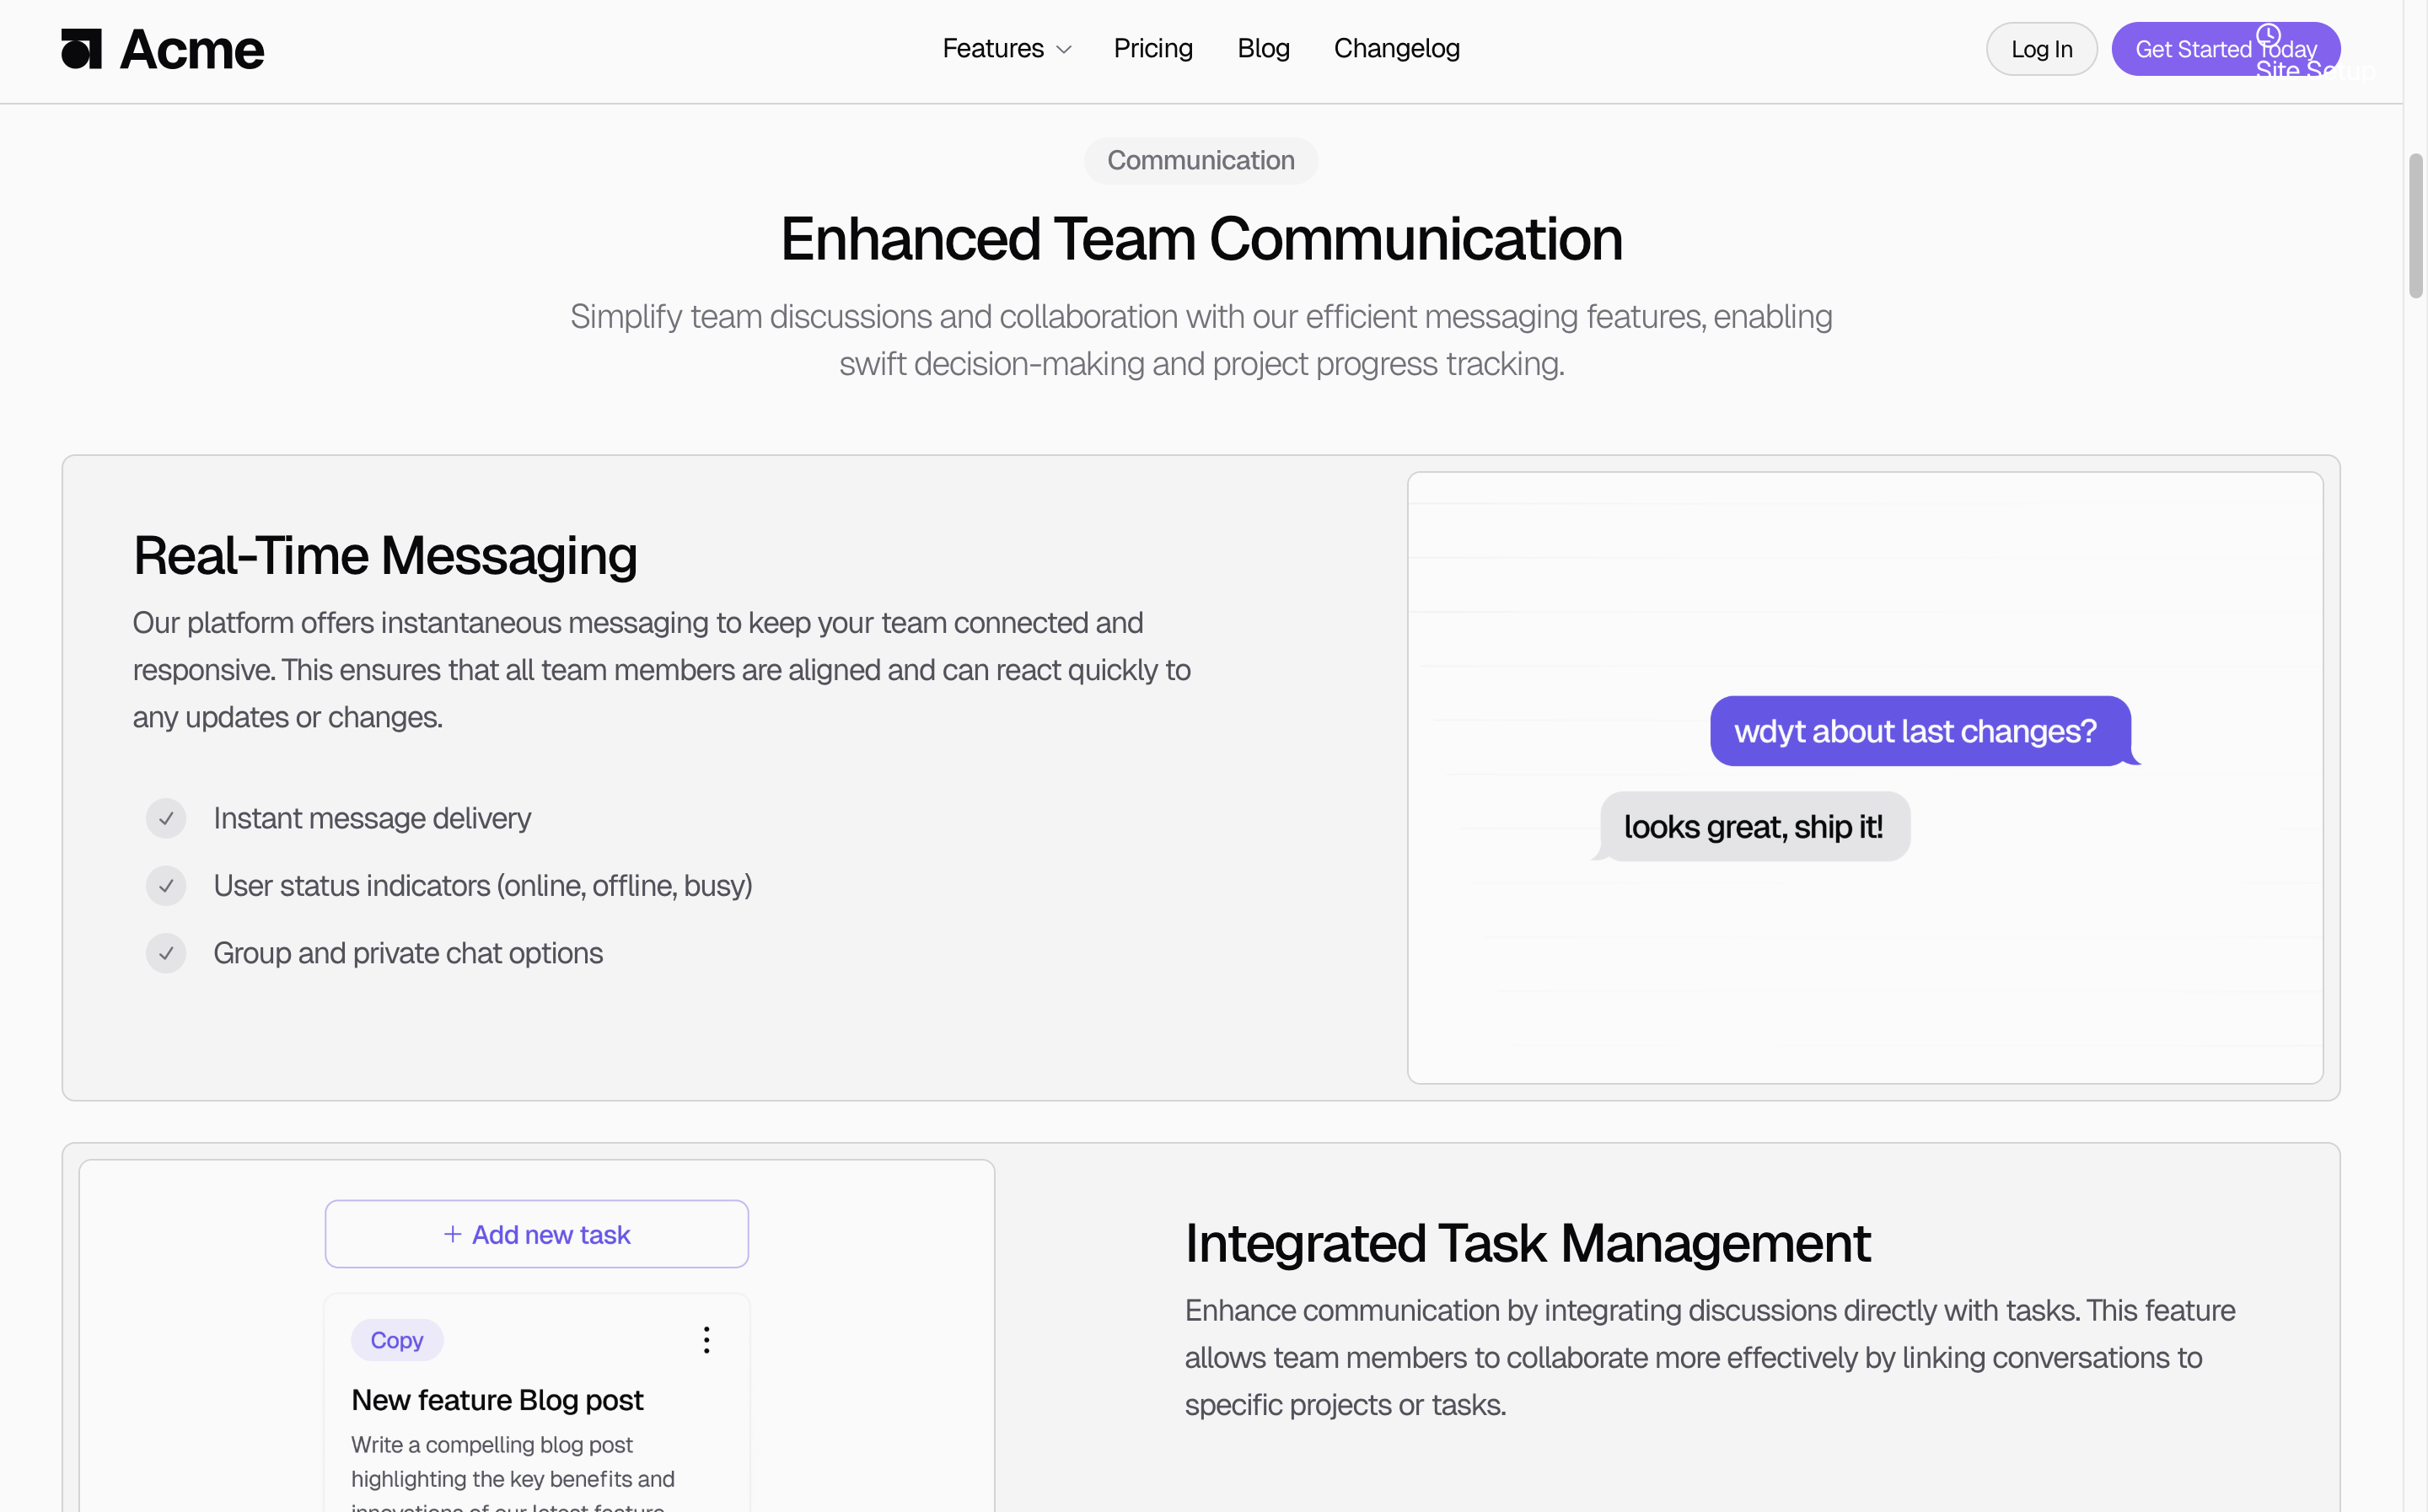 Acme
Features
Pricing
Blog
Changelog
Log In
Get Started Today
Site Setup
Communication
Enhanced Team Communication
Simplify team discussions and collaboration with our efficient messaging features, enabling
swift decision-making and project progress tracking.
Real-Time Messaging
Our platform offers instantaneous messaging to keep your team connected and
responsive. This ensures that all team members are aligned and can react quickly to
any updates or changes.
Instant message delivery
User status indicators (online, offline, busy)
Group and private chat options
wdyt about last changes?
looks great, ship it!
+ Add new task
Copy
New feature Blog post
Write a compelling blog post
highlighting the key benefits and
innovations of our latest feature
Integrated Task Management
Enhance communication by integrating discussions directly with tasks. This feature
allows team members to collaborate more effectively by linking conversations to
specific projects or tasks.